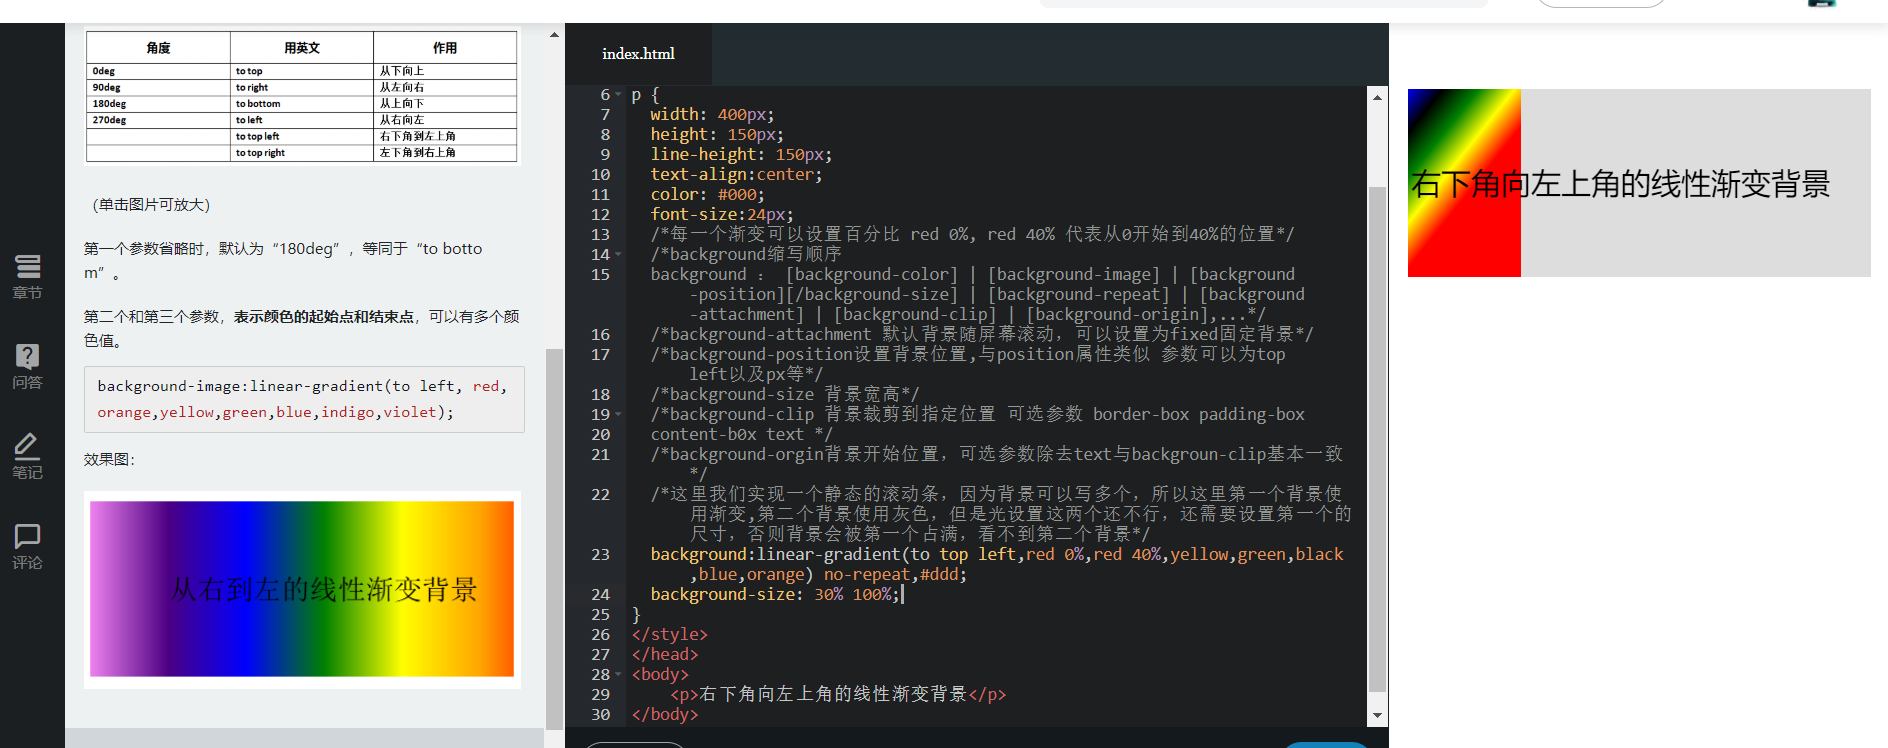 章节
问答
笔记
评论
角度 用英文 作用
0deg to top 从下向上
90deg to right 从左向右
180deg to bottom 从上向下
270deg to left 从右向左
to top left 右下角到左上角
to top right 左下角到右上角
（单击图片可放大）
第一个参数省略时，默认为“180deg”，等同于“to botto
m”。
第二个和第三个参数，表示颜色的起始点和结束点，可以有多个颜
色值。
background-image:linear-gradient(to left, red,
orange,yellow,green,blue,indigo,violet);
效果图：
从右到左的线性渐变背景
index.html
6 p {
7 width: 400px;
8 height: 150px;
9 line-height: 150px;
10 text-align:center;
11 color: #000;
12 font-size:24px;
13 /*每一个渐变可以设置百分比 red 0%, red 40% 代表从0开始到40%的位置*/
14 /*background缩写顺序
15 background ： [background-color] | [background-image] | [background
-position][/background-size] | [background-repeat] | [background
-attachment] | [background-clip] | [background-origin],...*/
16 /*background-attachment 默认背景随屏幕滚动，可以设置为fixed固定背景*/
17 /*background-position设置背景位置,与position属性类似 参数可以为top
left以及px等*/
18 /*background-size 背景宽高*/
19 /*background-clip 背景裁剪到指定位置 可选参数 border-box padding-box
20 content-b0x text */
21 /*background-orgin背景开始位置，可选参数除去text与backgroun-clip基本一致
*/
22 /*这里我们实现一个静态的滚动条，因为背景可以写多个，所以这里第一个背景使
用渐变,第二个背景使用灰色，但是光设置这两个还不行，还需要设置第一个的
尺寸，否则背景会被第一个占满，看不到第二个背景*/
23 background:linear-gradient(to top left,red 0%,red 40%,yellow,green,black
,blue,orange) no-repeat,#ddd;
24 background-size: 30% 100%;
25 }
26 </style>
27 </head>
28 <body>
29 <p>右下角向左上角的线性渐变背景</p>
30 </body>
右下角向左上角的线性渐变背景